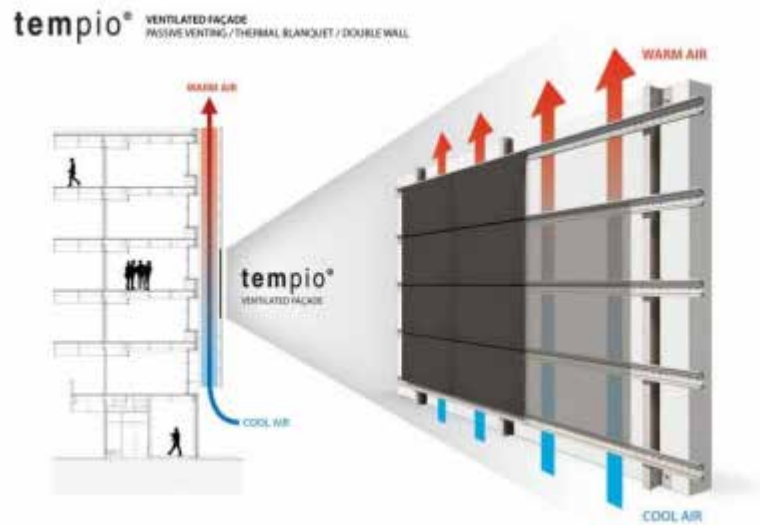 tempio®
VENTILATED FAÇADE
PASSIVE VENTING / THERMAL BLANQUET / DOUBLE WALL
WARM AIR
WARM AIR
tempio®
VENTILATED FAÇADE
COOL AIR
COOL AIR